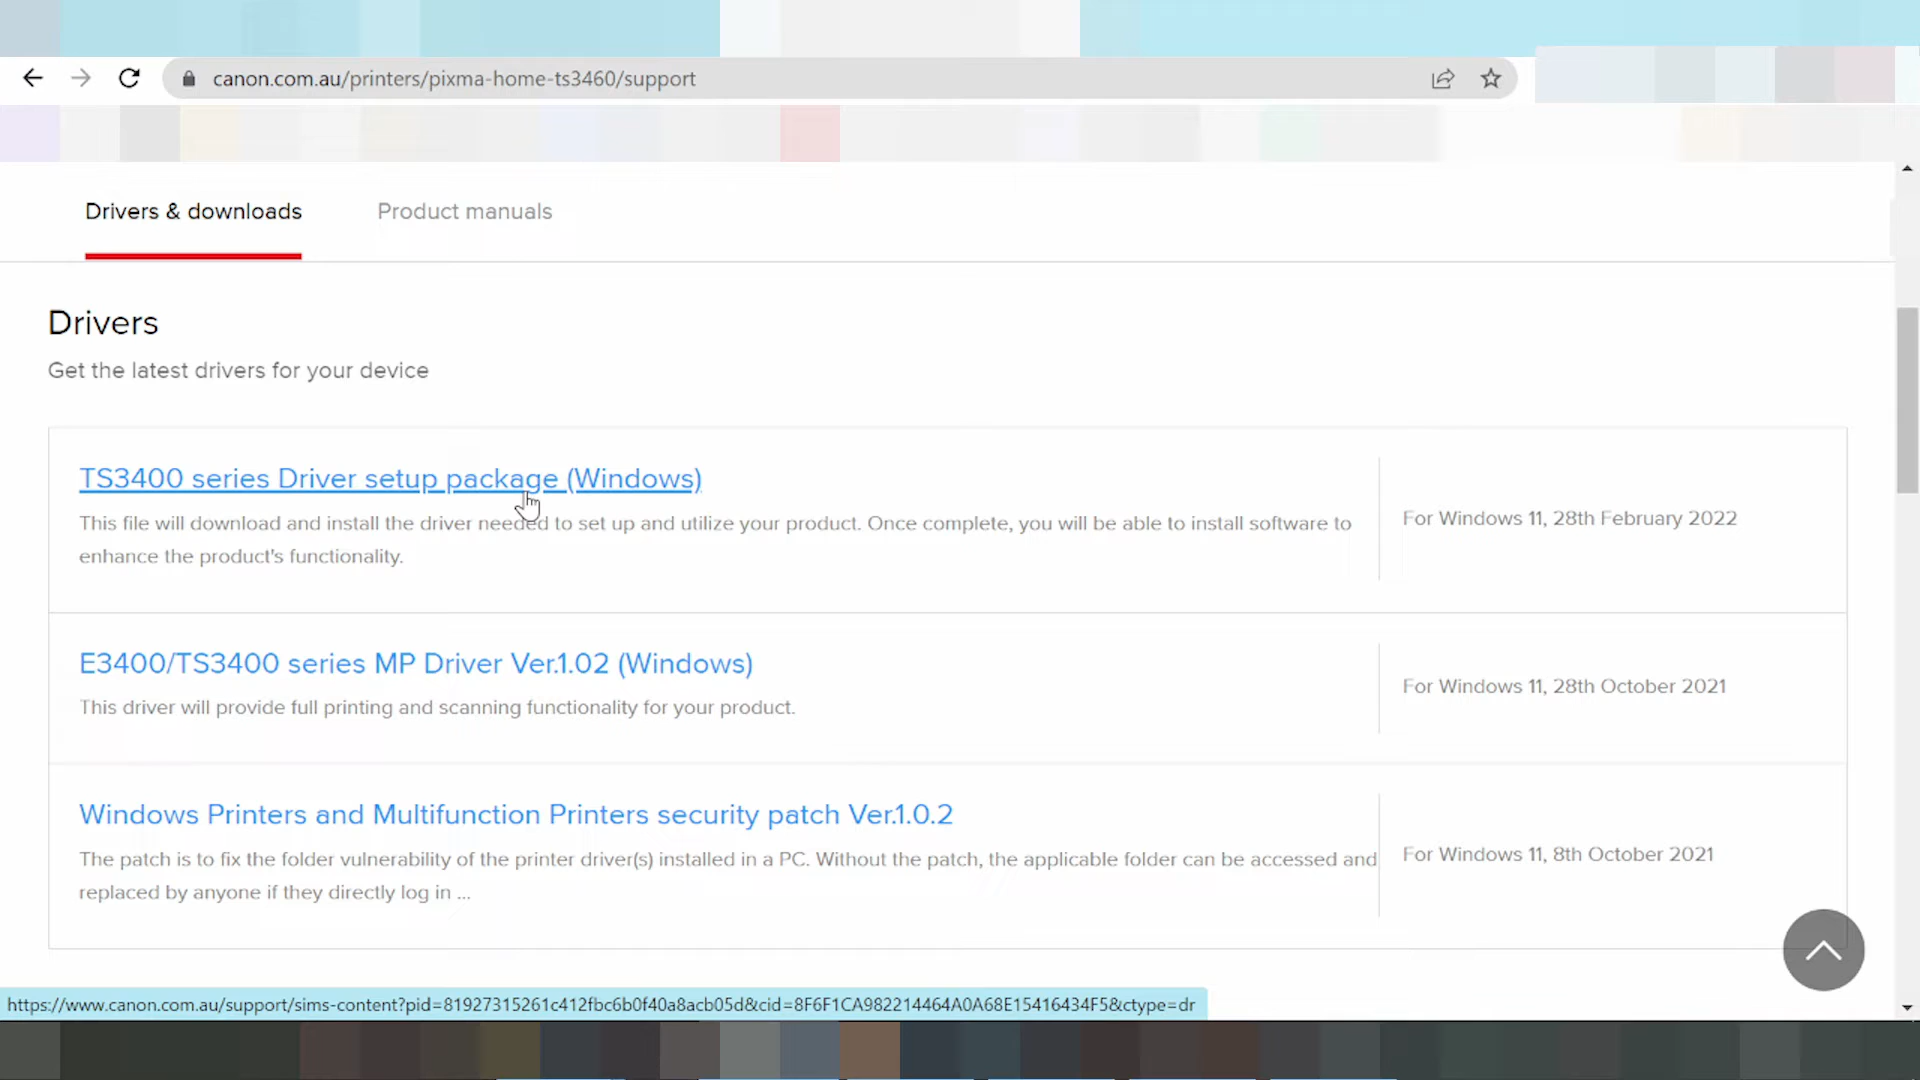 canon.com.au/printers/pixma-home-ts3460/support
Drivers & downloads
Product manuals
Drivers
Get the latest drivers for your device
TS3400 series Driver setup package (Windows)
This file will download and install the driver needed to set up and utilize your product. Once complete, you will be able to install software to
enhance the product's functionality.
For Windows 11, 28th February 2022
E3400/TS3400 series MP Driver Ver.1.02 (Windows)
This driver will provide full printing and scanning functionality for your product.
For Windows 11, 28th October 2021
Windows Printers and Multifunction Printers security patch Ver.1.0.2
The patch is to fix the folder vulnerability of the printer driver(s) installed in a PC. Without the patch, the applicable folder can be accessed and
replaced by anyone if they directly log in ...
For Windows 11, 8th October 2021
https://www.canon.com.au/support/sims-content?pid=81927315261c412fbc6b0f40a8acb05d&cid=8F6F1CA982214464A0A68E15416434F5&ctype=dr